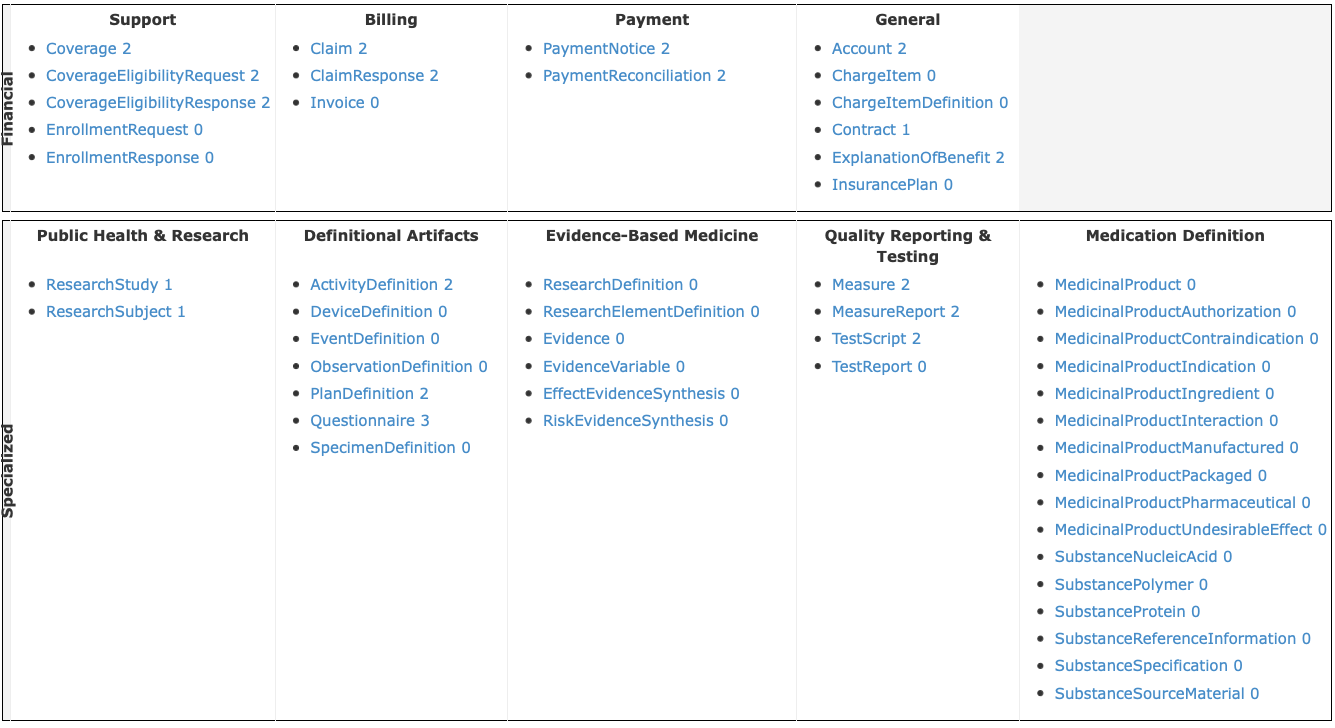 Financial
Support
Coverage 2
CoverageEligibilityRequest 2
CoverageEligibilityResponse 2
EnrollmentRequest 0
EnrollmentResponse 0
Billing
Claim 2
ClaimResponse 2
Invoice 0
Payment
PaymentNotice 2
PaymentReconciliation 2
General
Account 2
ChargeItem 0
ChargeItemDefinition 0
Contract 1
ExplanationOfBenefit 2
InsurancePlan 0
Specialized
Public Health & Research
ResearchStudy 1
ResearchSubject 1
Definitional Artifacts
ActivityDefinition 2
DeviceDefinition 0
EventDefinition 0
ObservationDefinition 0
PlanDefinition 2
Questionnaire 3
SpecimenDefinition 0
Evidence-Based Medicine
ResearchDefinition 0
ResearchElementDefinition 0
Evidence 0
EvidenceVariable 0
EffectEvidenceSynthesis 0
RiskEvidenceSynthesis 0
Quality Reporting &
Testing
Measure 2
MeasureReport 2
TestScript 2
TestReport 0
Medication Definition
MedicinalProduct 0
MedicinalProductAuthorization 0
MedicinalProductContraindication 0
MedicinalProductIndication 0
MedicinalProductIngredient 0
MedicinalProductInteraction 0
MedicinalProductManufactured 0
MedicinalProductPackaged 0
MedicinalProductPharmaceutical 0
MedicinalProductUndesirableEffect 0
SubstanceNucleicAcid 0
SubstancePolymer 0
SubstanceProtein 0
SubstanceReferenceInformation 0
SubstanceSpecification 0
SubstanceSourceMaterial 0